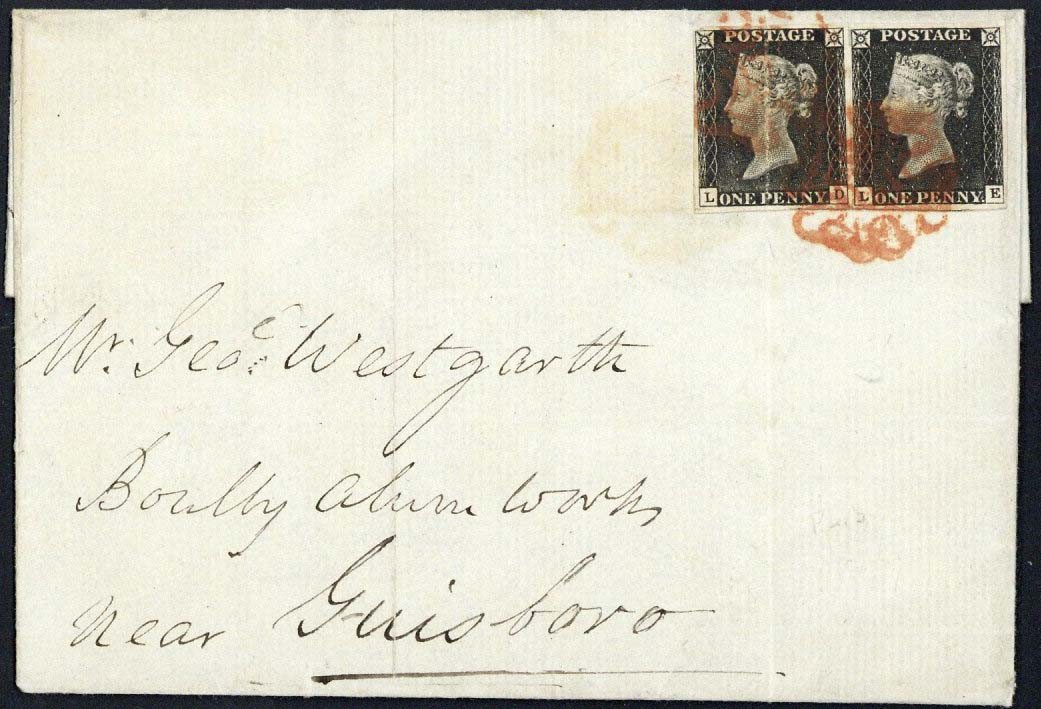 POSTAGE POSTAGE
L ONE PENNY D L ONE PENNY E
Mr. Geo. Westgarth
Boulby Alum Works
near Guisboro